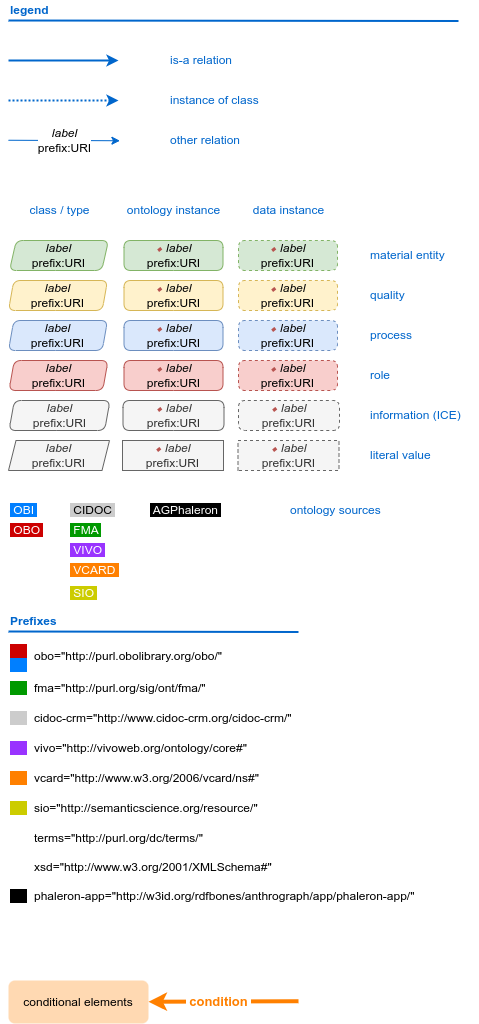 legend
is-a relation
instance of class
label
prefix:URI
other relation
class / type ontology instance data instance
label label label
prefix:URI prefix:URI prefix:URI
material entity
label label label
prefix:URI prefix:URI prefix:URI
quality
label label label
prefix:URI prefix:URI prefix:URI
process
label label label
prefix:URI prefix:URI prefix:URI
role
label label label
prefix:URI prefix:URI prefix:URI
information (ICE)
label label label
prefix:URI prefix:URI prefix:URI
literal value
OBI CIDOC AGPhaleron ontology sources
OBO FMA
VIVO
VCARD
SIO
Prefixes
obo="http://purl.obolibrary.org/obo/"
fma="http://purl.org/sig/ont/fma/"
cidoc-crm="http://www.cidoc-crm.org/cidoc-crm/"
vivo="http://vivoweb.org/ontology/core#"
vcard="http://www.w3.org/2006/vcard/ns#"
sio="http://semanticscience.org/resource/"
terms="http://purl.org/dc/terms/"
xsd="http://www.w3.org/2001/XMLSchema#"
phaleron-app="http://w3id.org/rdfbones/anthrograph/app/phaleron-app/"
conditional elements condition